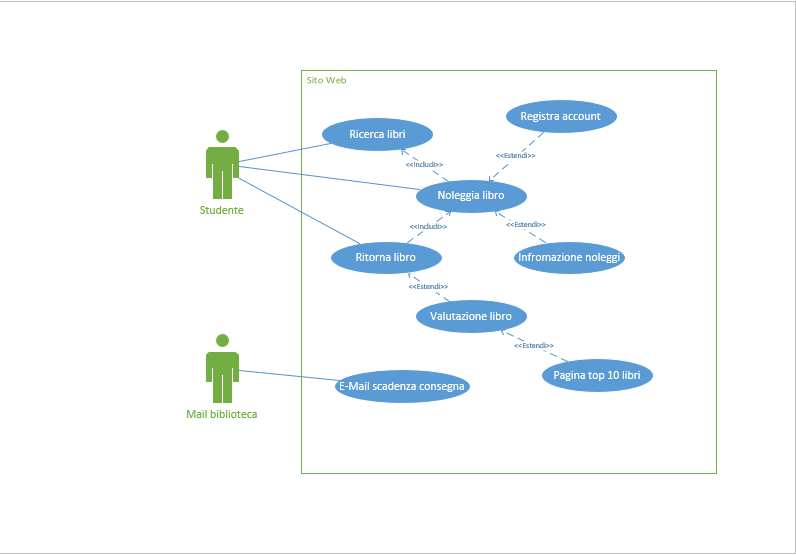 Sito Web
Registra account
Ricerca libri
<<Estendi>>
<<Includi>>
Noleggia libro
Studente
<<Includi>>
<<Estendi>>
Ritorna libro
Infromazione noleggi
<<Estendi>>
Valutazione libro
<<Estendi>>
Pagina top 10 libri
E-Mail scadenza consegna
Mail biblioteca